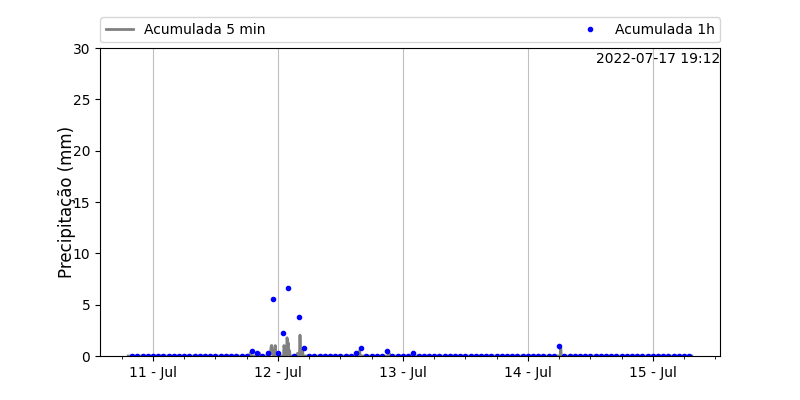 Acumulada 5 min
Acumulada 1h
2022-07-17 19:12
Precipitação (mm)
30
25
20
15
10
5
0
11 - Jul
12 - Jul
13 - Jul
14 - Jul
15 - Jul